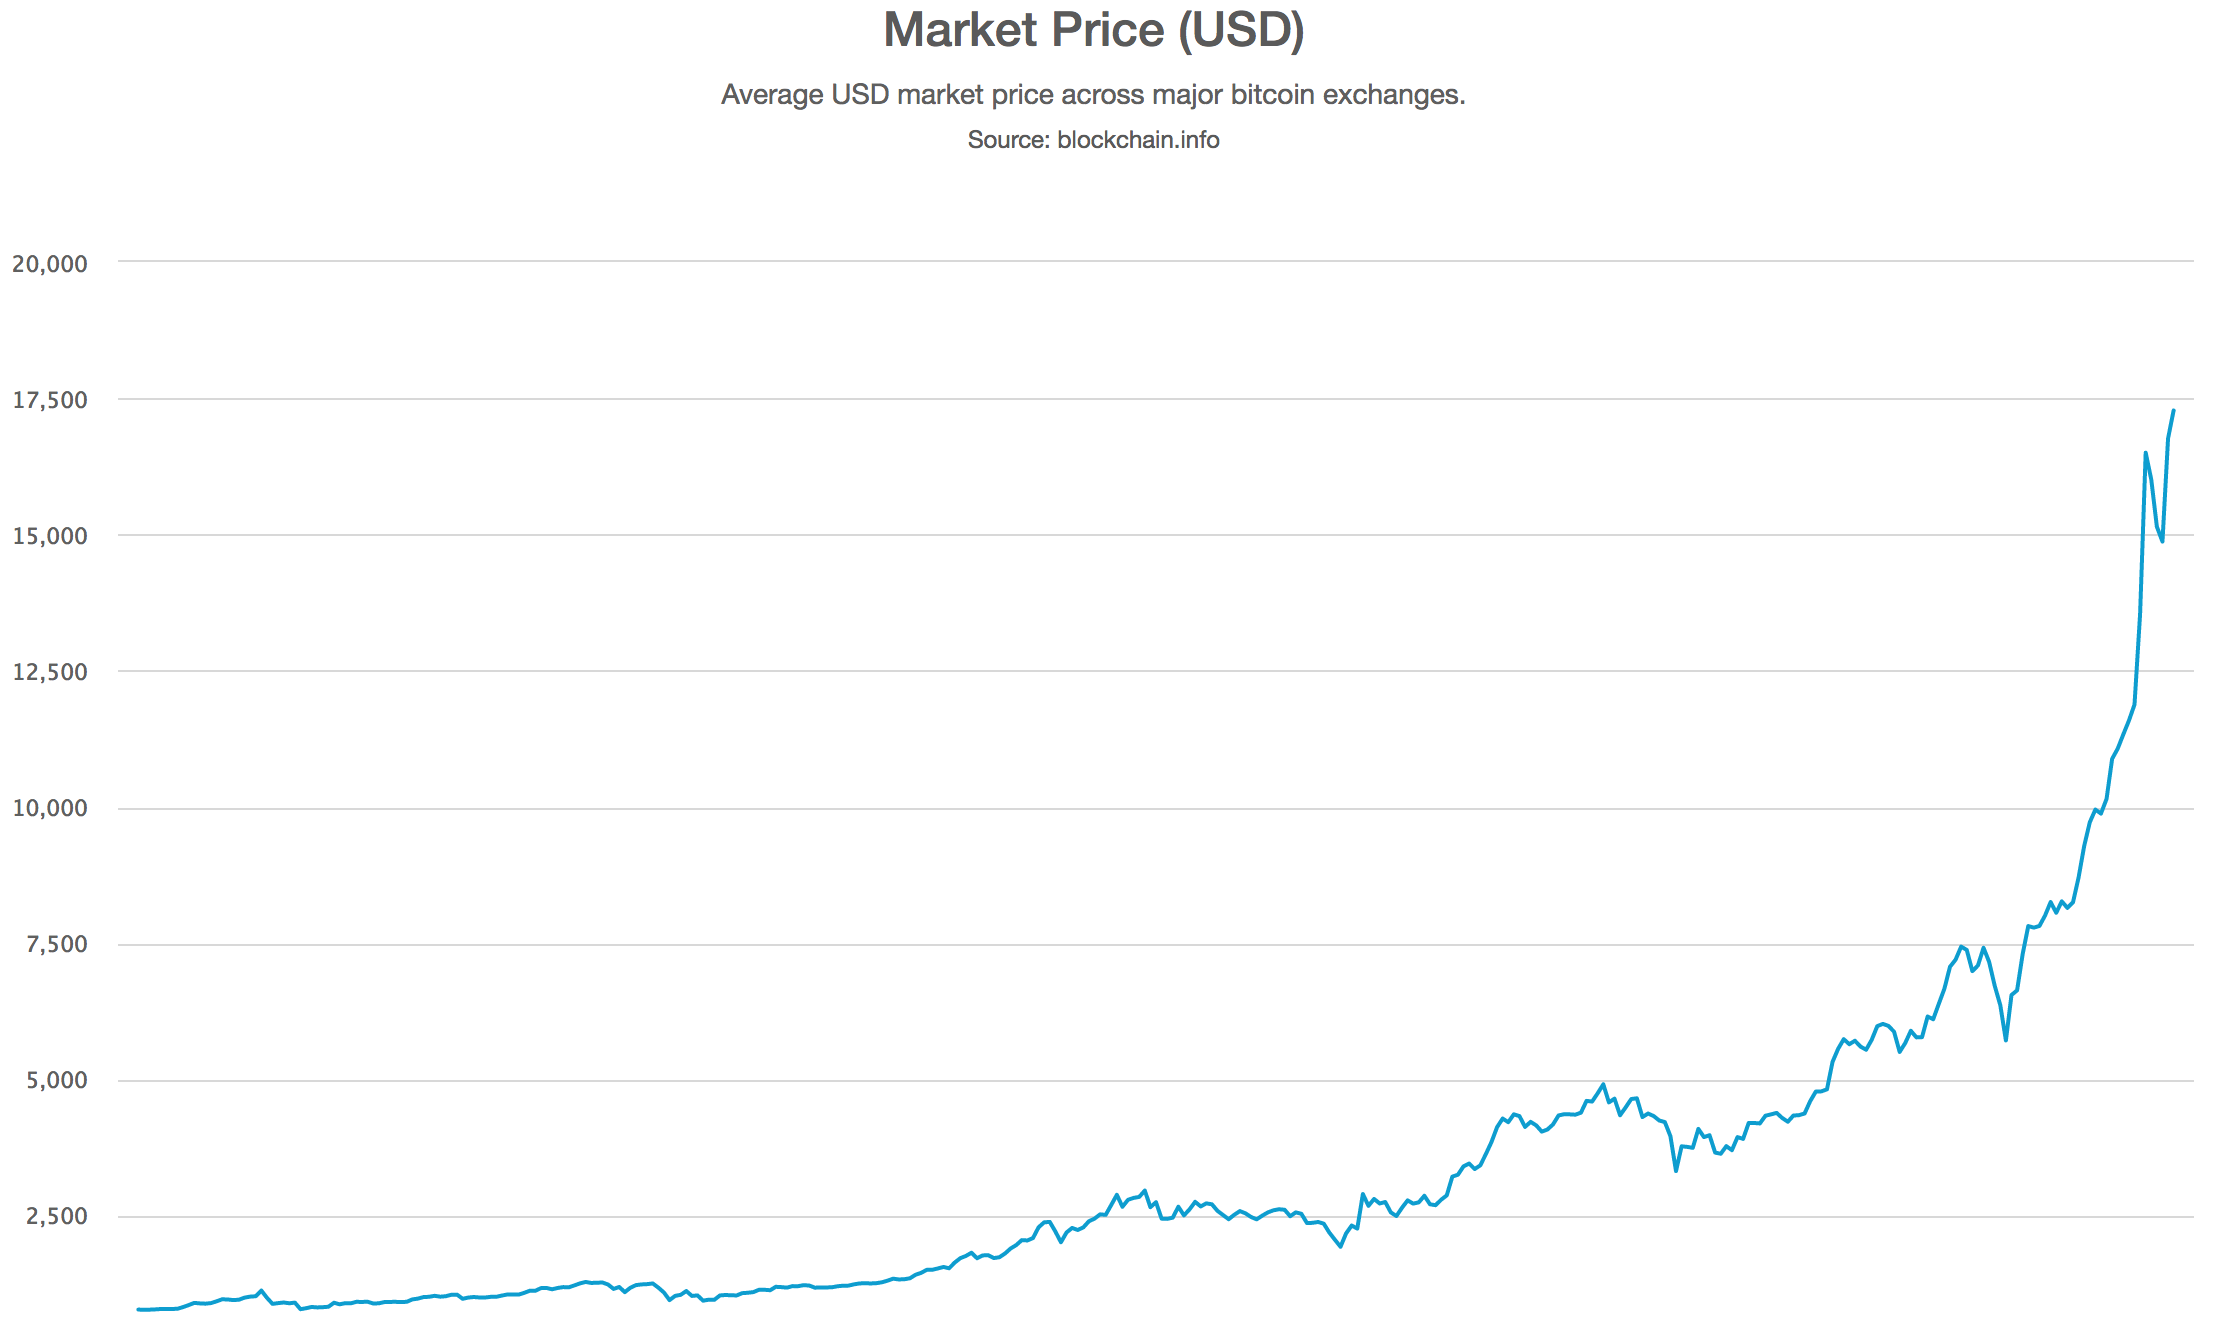 Market Price (USD)
Average USD market price across major bitcoin exchanges.
Source: blockchain.info
20,000
17,500
15,000
12,500
10,000
7,500
5,000
2,500